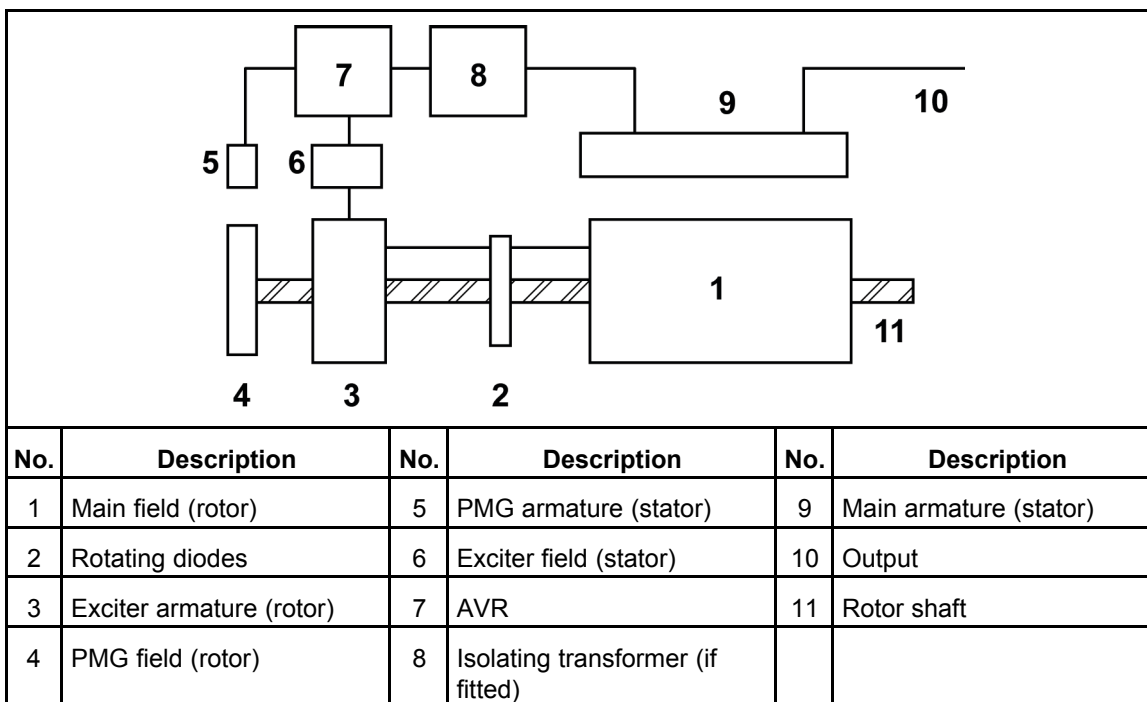 7
8
9
10
5
6
1
11
4
3
2
No. Description No. Description No. Description
1 Main field (rotor) 5 PMG armature (stator) 9 Main armature (stator)
2 Rotating diodes 6 Exciter field (stator) 10 Output
3 Exciter armature (rotor) 7 AVR 11 Rotor shaft
4 PMG field (rotor) 8 Isolating transformer (if
fitted)